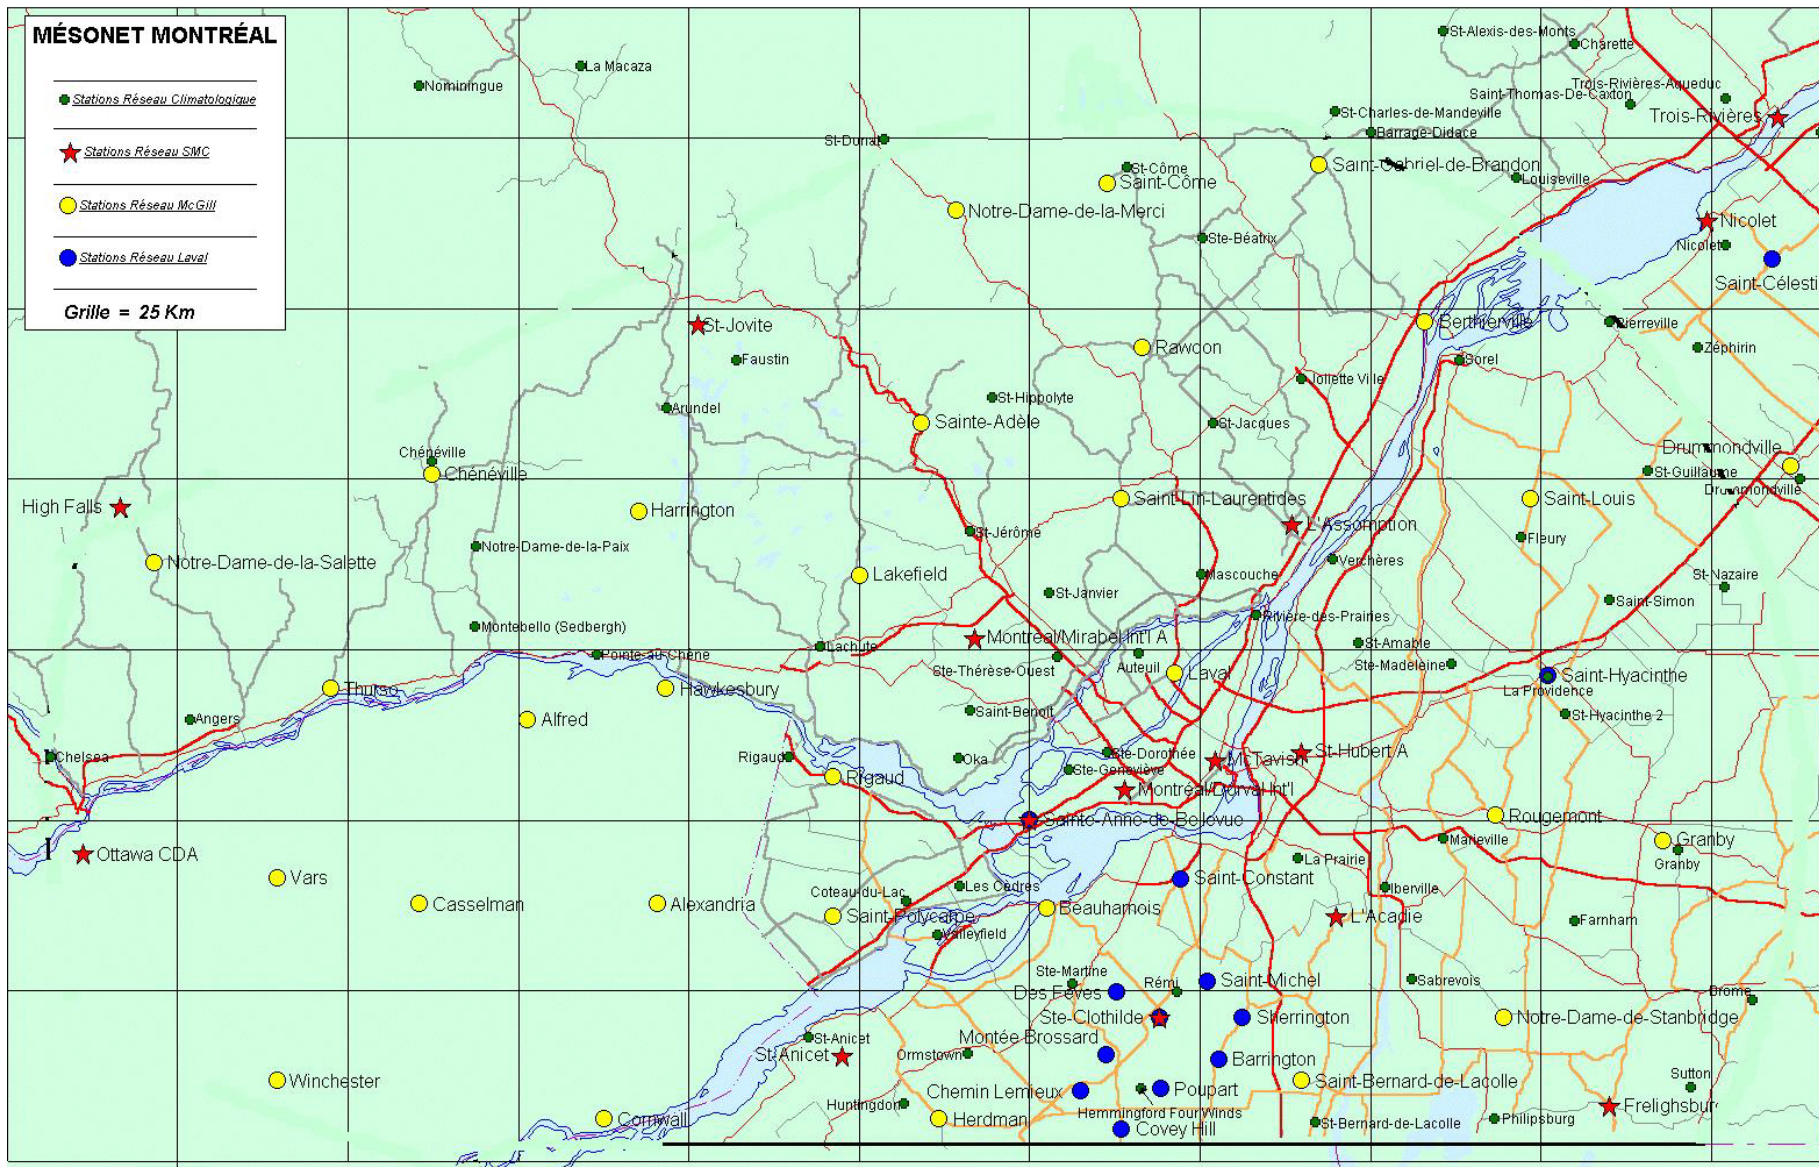 MÉSONET MONTRÉAL
Stations Réseau Climatologique
Stations Réseau SMC
Stations Réseau McGill
Stations Réseau Laval
Grille = 25 Km
St-Alexis-des-Monts
Charette
La Macaza
Nominingue
Trois-Rivières-Aqueduc
Saint-Thomas-De-Caxton
St-Charles-de-Mandeville
Trois-Rivières
Barrage-Didace
St-Donat
St-Côme
Saint-Gabriel-de-Brandon
Louiseville
Saint-Côme
Notre-Dame-de-la-Merci
Nicolet
Ste-Béatrix
Nicolet
Saint-Célesti
St-Jovite
Berthierville
Pierreville
Rawdon
Zéphirin
Faustin
Sorel
Joliette Ville
St-Hippolyte
Arundel
Sainte-Adèle
St-Jacques
Drummondville
Chénéville
Chénéville
St-Guillaume
Drummondville
High Falls
Saint-Lin-Laurentides
Saint-Louis
Harrington
L'Assomption
St-Jérôme
Fleury
Notre-Dame-de-la-Paix
Notre-Dame-de-la-Salette
Verchères
Lakefield
Mascouche
St-Nazaire
St-Janvier
Saint-Simon
Rivière-des-Prairies
Montebello (Sedbergh)
Montréal/Mirabel Int'l A
St-Amable
Lachute
Pointe-au-Chêne
Ste-Thérèse-Ouest
Auteuil
Laval
Ste-Madeleine
Saint-Hyacinthe
La Providence
Thurso
Hawkesbury
Saint-Benoit
St-Hyacinthe 2
Angers
Alfred
Chelsea
Rigaud
Oka
Ste-Dorothée
McTavish
St-Hubert A
Ste-Geneviève
Rigaud
Montréal/Dorval Int'l
Sainte-Anne-de-Bellevue
Rougemont
Marieville
Granby
Granby
Ottawa CDA
La Prairie
Vars
Saint-Constant
Coteau-du-Lac
Les Cèdres
Iberville
Casselman
Alexandria
Saint-Polycarpe
Beauharnois
L'Acadie
Farnham
Valleyfield
Ste-Martine
Rémi
Saint-Michel
Sabrevois
Des Fèves
Brome
Ste-Clothilde
Sherrington
Notre-Dame-de-Stanbridge
Montée Brossard
St-Anicet
St-Anicet
Ormstown
Barrington
Sutton
Winchester
Chemin Lemieux
Poupart
Saint-Bernard-de-Lacolle
Huntingdon
Hemmingford Four Winds
Frelighsbur
Cornwall
Herdman
Covey Hill
St-Bernard-de-Lacolle
Philipsburg